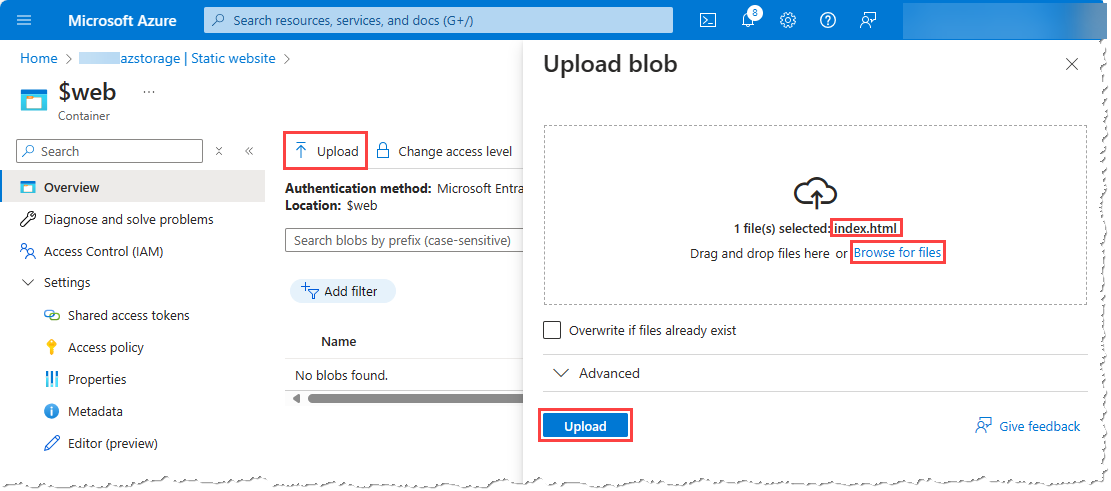 Microsoft Azure
Search resources, services, and docs (G+/)
8
Home > azstorage | Static website >
$web
...
Container
Search
Overview
Diagnose and solve problems
Access Control (IAM)
Settings
Shared access tokens
Access policy
Properties
Metadata
Editor (preview)
Upload
Change access level
Authentication method: Microsoft Entra
Location: $web
Search blobs by prefix (case-sensitive)
Add filter
Name
No blobs found.
Upload blob
1 file(s) selected: index.html
Drag and drop files here or Browse for files
Overwrite if files already exist
Advanced
Upload
Give feedback